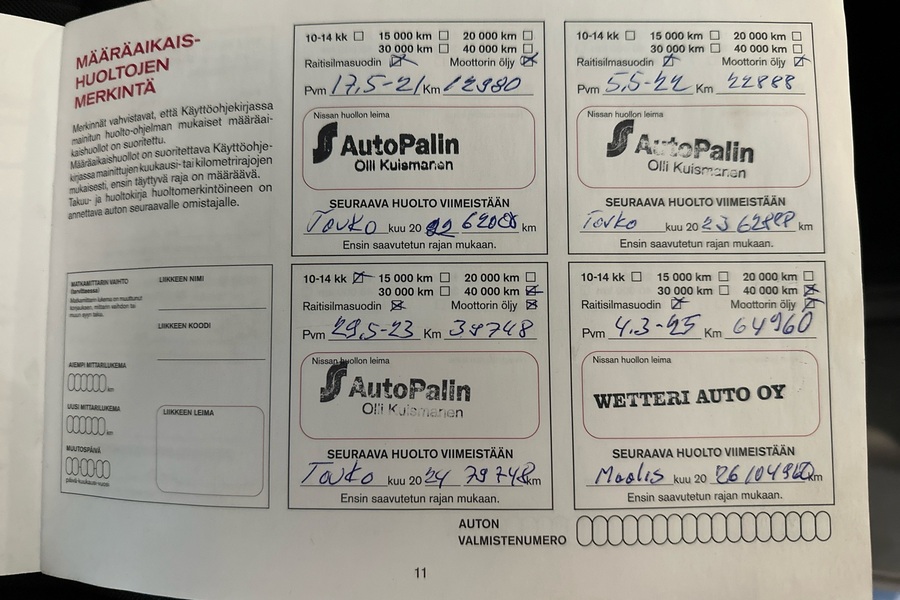 MÄÄRÄAIKAIS-
HUOLTOJEN
MERKINTÄ
Merkinnät vahvistavat, että Käyttöohjekirjassa
mainitun huolto-ohjelman mukaiset määräai-
kaishuollot on suoritettu.
Määräaikaishuollot on suoritettava Käyttöohje-
kirjassa mainittujen kuukausi- tai kilometrirajojen
mukaisesti, ensin täyttyvä raja on määräävä.
Takuu- ja huoltokirja huoltomerkintöineen on
annettava auton seuraavalle omistajalle.
MATKAMITTARIN VAIHTO
(tarvittaessa)
LIIKKEEN NIMI
LIIKKEEN KOODI
AIEMPI MITTARILUKEMA
km
UUSI MITTARILUKEMA
km
MUUTOSPÄIVÄ
päivä-kuukausi-vuosi
LIIKKEEN LEIMA
10-14 kk 15 000 km 20 000 km
30 000 km 40 000 km
Raitisilmasuodin Moottorin öljy
Pvm 17,5-21 Km 12980
Nissan huollon leima
AutoPalin
Olli Kuismanen
SEURAAVA HUOLTO VIIMEISTÄÄN
Touko kuu 20 22 km
Ensin saavutetun rajan mukaan.
10-14 kk 15 000 km 20 000 km
30 000 km 40 000 km
Raitisilmasuodin Moottorin öljy
Pvm 5,5-22 Km 22888
Nissan huollon leima
AutoPalin
Olli Kuismanen
SEURAAVA HUOLTO VIIMEISTÄÄN
Touko kuu 20 23 62888 km
Ensin saavutetun rajan mukaan.
10-14 kk 15 000 km 20 000 km
30 000 km 40 000 km
Raitisilmasuodin Moottorin öljy
Pvm 29,5-23 Km 39748
Nissan huollon leima
AutoPalin
Olli Kuismanen
SEURAAVA HUOLTO VIIMEISTÄÄN
Touko kuu 20 24 79748 km
Ensin saavutetun rajan mukaan.
10-14 kk 15 000 km 20 000 km
30 000 km 40 000 km
Raitisilmasuodin Moottorin öljy
Pvm 4.3-25 Km 64960
Nissan huollon leima
WETTERI AUTO OY
SEURAAVA HUOLTO VIIMEISTÄÄN
Maalis kuu 20 26 104960 km
Ensin saavutetun rajan mukaan.
AUTON
VALMISTENUMERO
11